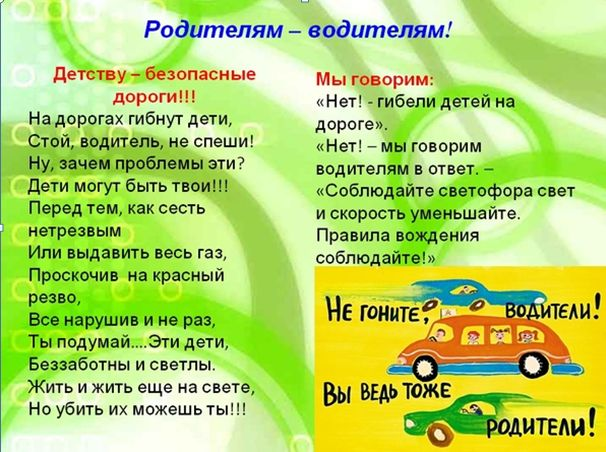 Родителям – водителям!
Детству – безопасные
дороги!!!
На дорогах гибнут дети,
Стой, водитель, не спеши!
Ну, зачем проблемы эти?
Дети могут быть твои!!!
Перед тем, как сесть
нетрезвым
Или выдавить весь газ,
Проскочив  на красный
резво,
Все нарушив и не раз,
Ты подумай....Эти дети,
Беззаботны и светлы.
Жить и жить еще на свете,
Но убить их можешь ты!!!
Мы говорим:
«Нет! - гибели детей на
дороге».
«Нет! – мы говорим
водителям в ответ. –
«Соблюдайте светофора свет
и скорость уменьшайте.
Правила вождения
соблюдайте!»
Не гоните, водители!
Вы ведь тоже
родители!